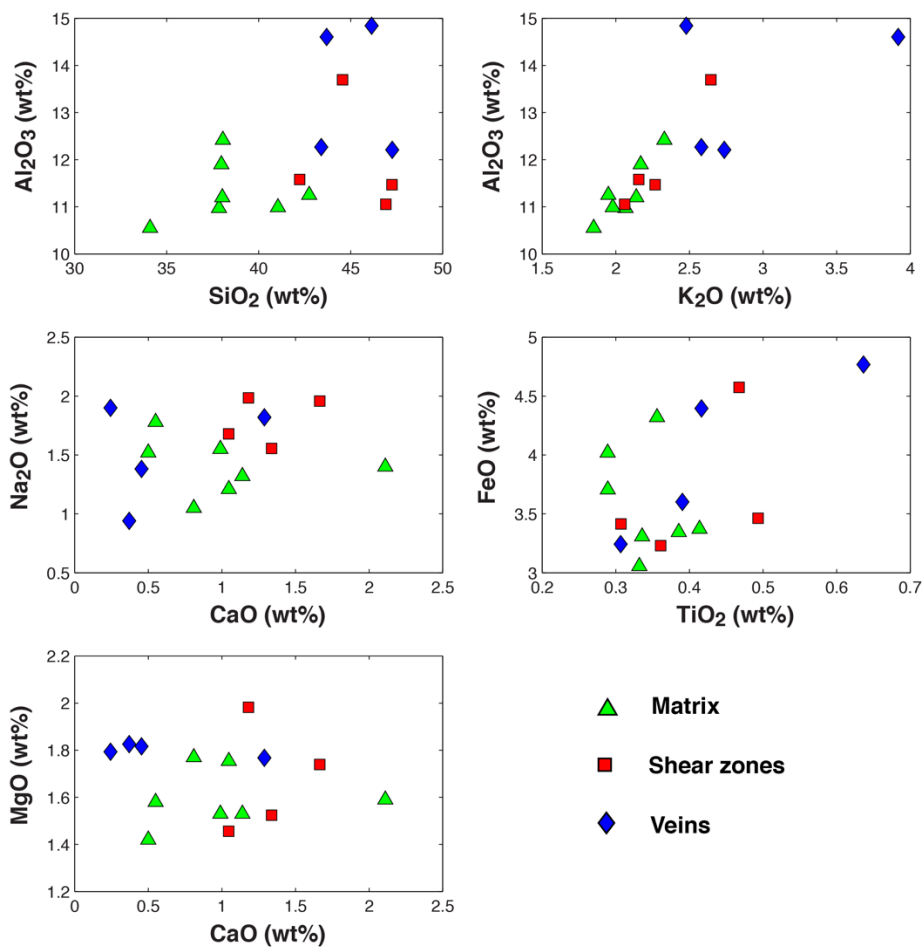 15
14
13
12
11
10
Al₂O₃ (wt%)
30 35 40 45 50
SiO₂ (wt%)
15
14
13
12
11
10
Al₂O₃ (wt%)
1.5 2 2.5 3 3.5 4
K₂O (wt%)
2.5
2
1.5
1
0.5
Na₂O (wt%)
0 0.5 1 1.5 2 2.5
CaO (wt%)
5
4.5
4
3.5
3
FeO (wt%)
0.2 0.3 0.4 0.5 0.6 0.7
TiO₂ (wt%)
2.2
2
1.8
1.6
1.4
1.2
MgO (wt%)
0 0.5 1 1.5 2 2.5
CaO (wt%)
Matrix
Shear zones
Veins